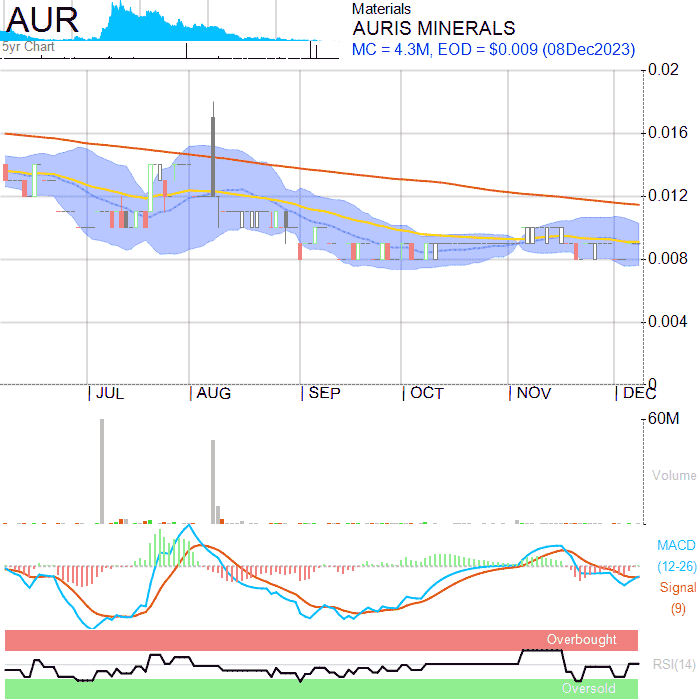 AUR
Materials
AURIS MINERALS
MC = 4.3M, EOD = $0.009 (08Dec2023)
5yr Chart
0.02
0.016
0.012
0.008
0.004
0
JUL AUG SEP OCT NOV DEC
60M
Volume
MACD
(12-26)
Signal
(9)
Overbought
RSI(14)
Oversold